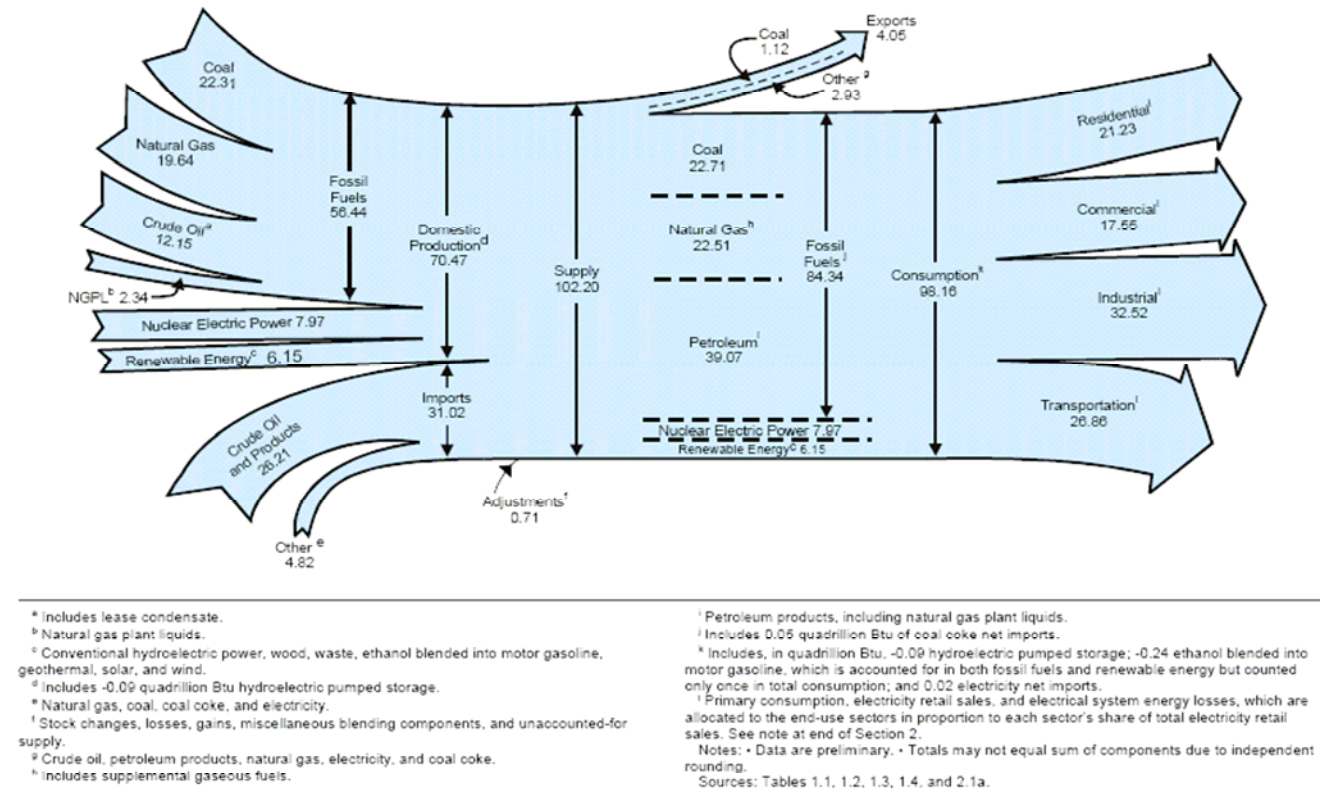 Coal
22.31
Natural Gas
19.64
Crude Oil a
12.15
NGPL b 2.34
Nuclear Electric Power 7.97
Renewable Energy c 6.15
Crude Oil
and Products
26.21
Other e
4.82
Fossil
Fuels
56.44
Domestic
Production d
70.47
Imports
31.02
Adjustments f
0.71
Supply
102.20
Coal
1.12
Exports
4.05
Other g
2.93
Coal
22.71
Natural Gas h
22.51
Petroleum i
39.07
Nuclear Electric Power 7.97
Renewable Energy c 6.15
Fossil
Fuels j
84.34
Consumption k
98.16
Residential l
21.23
Commercial l
17.55
Industrial l
32.52
Transportation l
26.86
a Includes lease condensate.
b Natural gas plant liquids.
c Conventional hydroelectric power, wood, waste, ethanol blended into motor gasoline,
geothermal, solar, and wind.
d Includes -0.09 quadrillion Btu hydroelectric pumped storage.
e Natural gas, coal, coal coke, and electricity.
f Stock changes, losses, gains, miscellaneous blending components, and unaccounted-for
supply.
g Crude oil, petroleum products, natural gas, electricity, and coal coke.
h Includes supplemental gaseous fuels.
i Petroleum products, including natural gas plant liquids.
j Includes 0.05 quadrillion Btu of coal coke net imports.
k Includes, in quadrillion Btu, -0.09 hydroelectric pumped storage; -0.24 ethanol blended into
motor gasoline, which is accounted for in both fossil fuels and renewable energy but counted
only once in total consumption; and 0.02 electricity net imports.
l Primary consumption, electricity retail sales, and electrical system energy losses, which are
allocated to the end-use sectors in proportion to each sector's share of total electricity retail
sales. See note at end of Section 2.
Notes: • Data are preliminary. • Totals may not equal sum of components due to independent
rounding.
Sources: Tables 1.1, 1.2, 1.3, 1.4, and 2.1a.